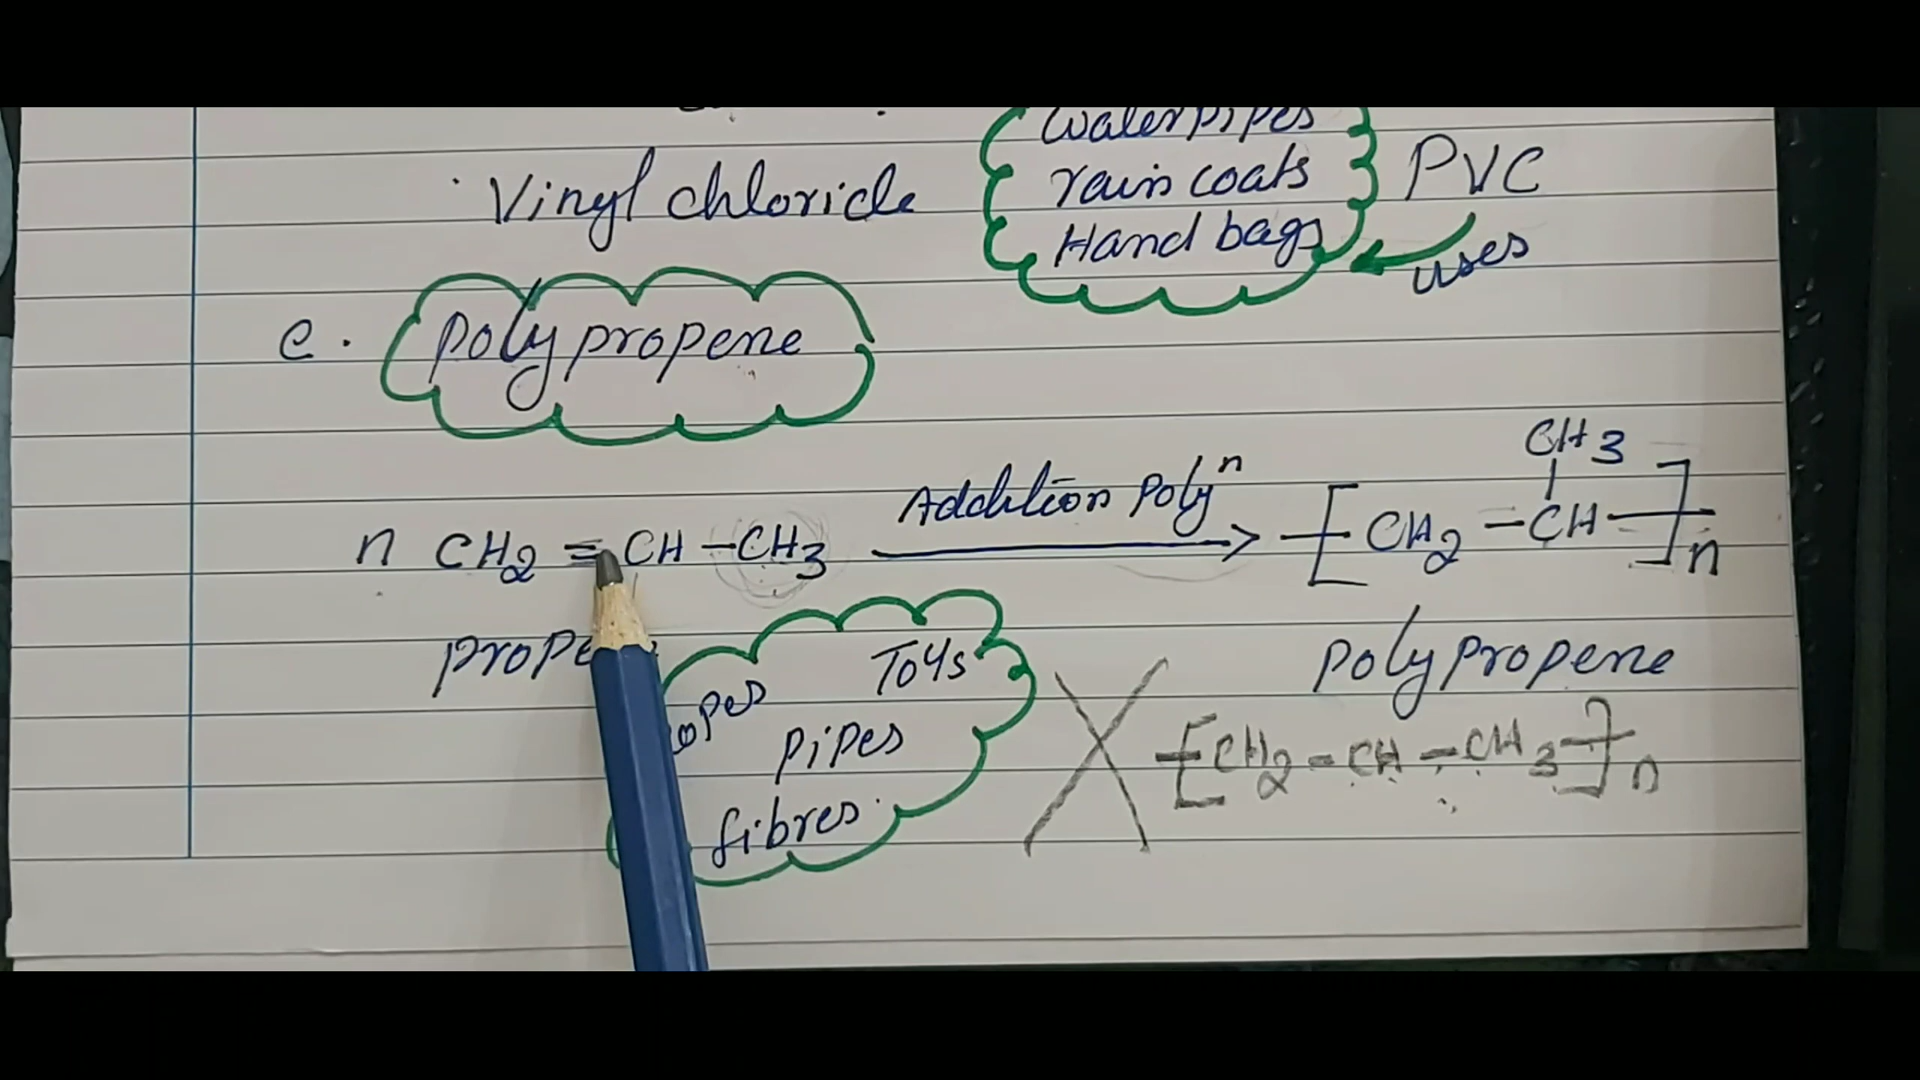 Water pipes
Vinyl chloride
rain coats
PVC
Hand bags
uses
e. Polypropene
n CH2 = CH - CH3
Addition Polyn
[ CH2 - CH ]n
CH3
Toys
pipes
fibres
polypropene
[ CH2 - CH - CH3 ]n